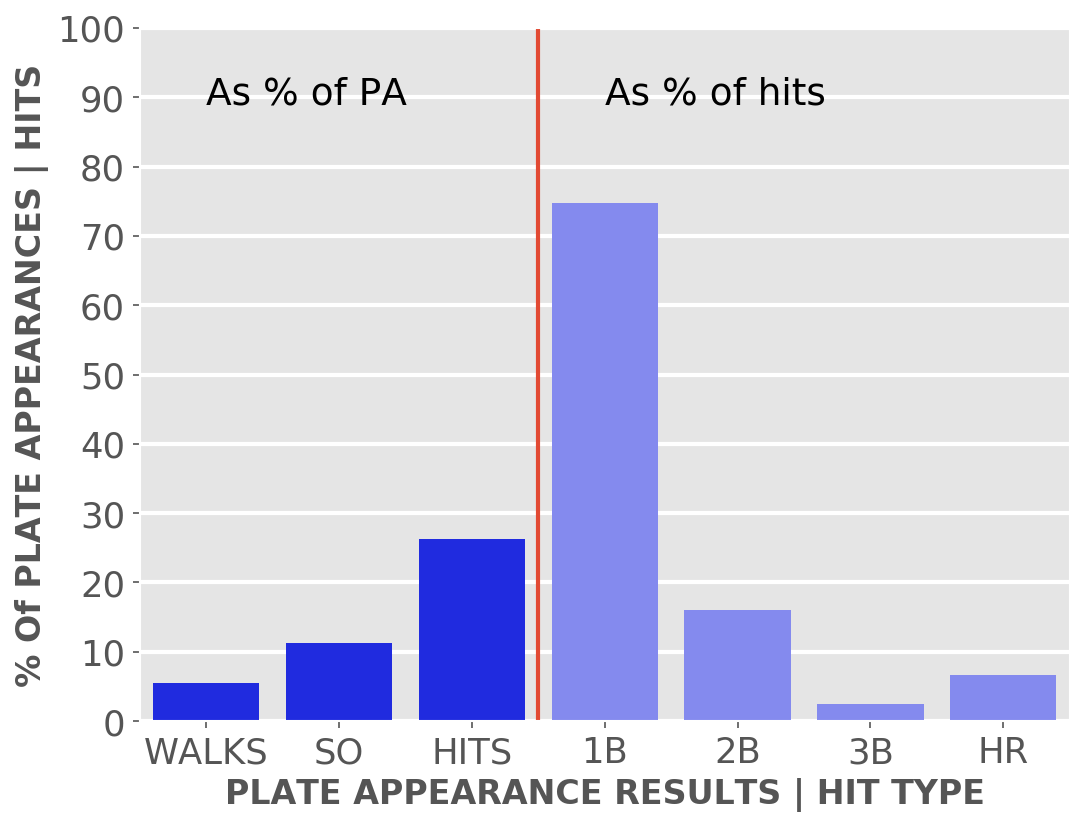 100
90
80
70
60
50
40
30
20
10
0
% Of PLATE APPEARANCES | HITS
As % of PA
As % of hits
WALKS SO HITS 1B 2B 3B HR
PLATE APPEARANCE RESULTS | HIT TYPE